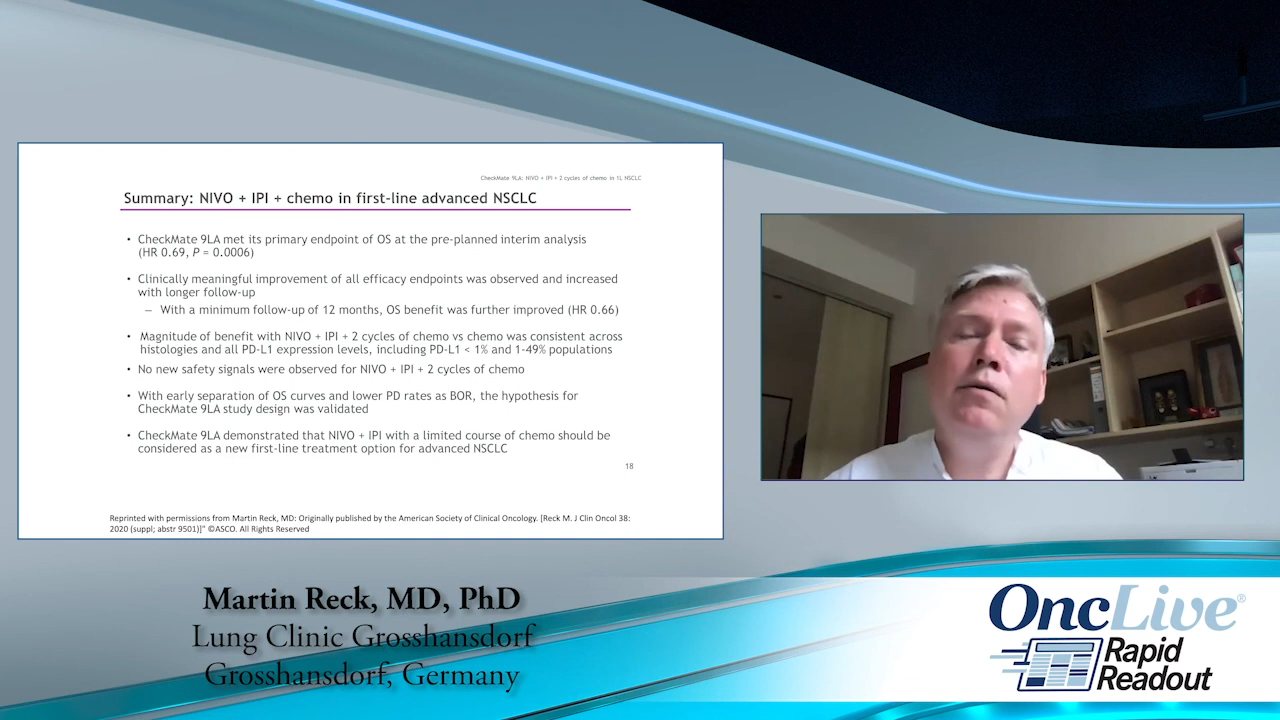 CheckMate 9LA: NIVO + IPI + 2 cycles of chemo in 1L NSCLC
Summary: NIVO + IPI + chemo in first-line advanced NSCLC
• CheckMate 9LA met its primary endpoint of OS at the pre-planned interim analysis
(HR 0.69, P = 0.0006)
• Clinically meaningful improvement of all efficacy endpoints was observed and increased
with longer follow-up
– With a minimum follow-up of 12 months, OS benefit was further improved (HR 0.66)
• Magnitude of benefit with NIVO + IPI + 2 cycles of chemo vs chemo was consistent across
histologies and all PD-L1 expression levels, including PD-L1 < 1% and 1-49% populations
• No new safety signals were observed for NIVO + IPI + 2 cycles of chemo
• With early separation of OS curves and lower PD rates as BOR, the hypothesis for
CheckMate 9LA study design was validated
• CheckMate 9LA demonstrated that NIVO + IPI with a limited course of chemo should be
considered as a new first-line treatment option for advanced NSCLC
18
Reprinted with permissions from Martin Reck, MD: Originally published by the American Society of Clinical Oncology. [Reck M. J Clin Oncol 38:
2020 (suppl; abstr 9501)]" ©ASCO. All Rights Reserved
Martin Reck, MD, PhD
Lung Clinic Grosshansdorf
Grosshansdorf, Germany
OncLive®
Rapid
Readout